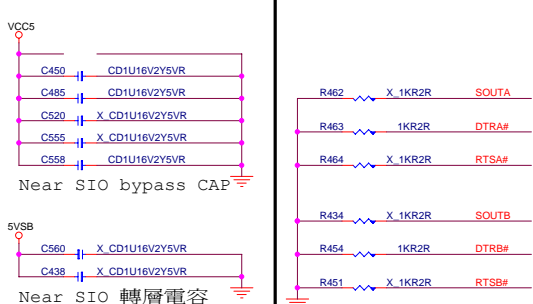 VCC5
C450 CD1U16V2Y5VR
C485 CD1U16V2Y5VR
C520 X_CD1U16V2Y5VR
C555 X_CD1U16V2Y5VR
C558 CD1U16V2Y5VR
Near SIO bypass CAP
5VSB
C560 X_CD1U16V2Y5VR
C438 X_CD1U16V2Y5VR
Near SIO 轉層電容
R462 X_1KR2R SOUTA
R463 1KR2R DTRA#
R464 X_1KR2R RTSA#
R434 X_1KR2R SOUTB
R454 1KR2R DTRB#
R451 X_1KR2R RTSB#